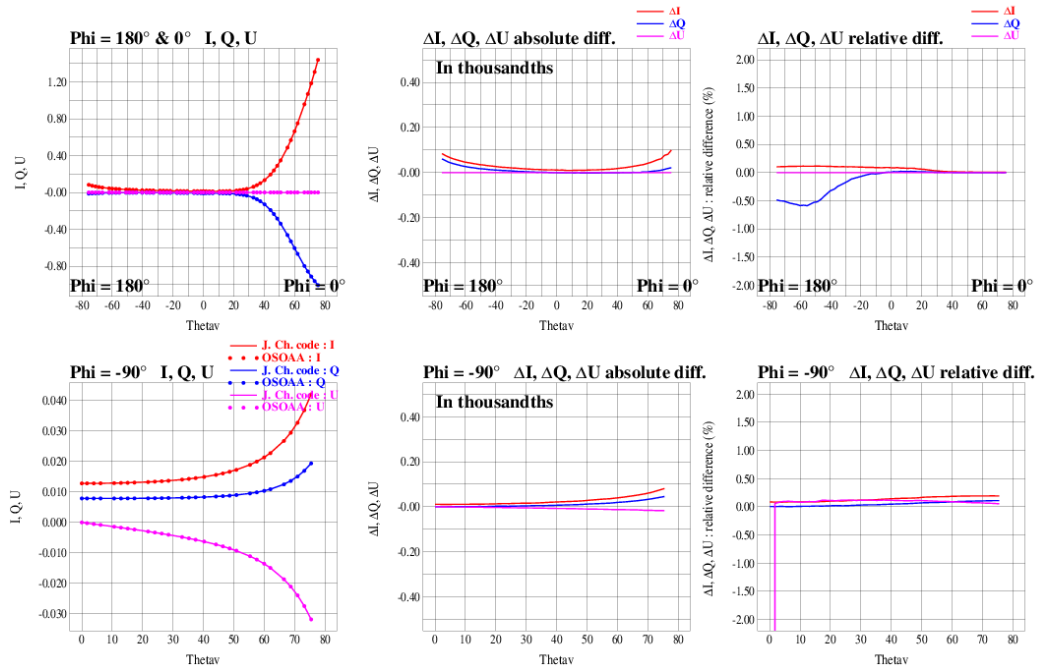 ΔI
ΔQ
ΔU
ΔI
ΔQ
ΔU
Phi = 180° & 0° I, Q, U
ΔI, ΔQ, ΔU absolute diff.
ΔI, ΔQ, ΔU relative diff.
In thousandths
1.20
0.80
0.40
-0.00
-0.40
-0.80
I, Q, U
0.40
0.20
-0.00
-0.20
-0.40
ΔI, ΔQ, ΔU
2.00
1.50
1.00
0.50
0.00
-0.50
-1.00
-1.50
-2.00
ΔI, ΔQ, ΔU : relative difference (%)
Phi = 180° Phi = 0°
Phi = 180° Phi = 0°
Phi = 180° Phi = 0°
-80 -60 -40 -20 0 20 40 60 80
-80 -60 -40 -20 0 20 40 60 80
-80 -60 -40 -20 0 20 40 60 80
Thetav
Thetav
Thetav
J. Ch. code : I
OSOAA : I
J. Ch. code : Q
OSOAA : Q
J. Ch. code : U
OSOAA : U
Phi = -90° I, Q, U
Phi = -90° ΔI, ΔQ, ΔU absolute diff.
Phi = -90° ΔI, ΔQ, ΔU relative diff.
In thousandths
0.040
0.030
0.020
0.010
0.000
-0.010
-0.020
-0.030
I, Q, U
0.40
0.20
-0.00
-0.20
-0.40
ΔI, ΔQ, ΔU
2.00
1.50
1.00
0.50
0.00
-0.50
-1.00
-1.50
-2.00
ΔI, ΔQ, ΔU : relative difference (%)
0 10 20 30 40 50 60 70 80
0 10 20 30 40 50 60 70 80
0 10 20 30 40 50 60 70 80
Thetav
Thetav
Thetav